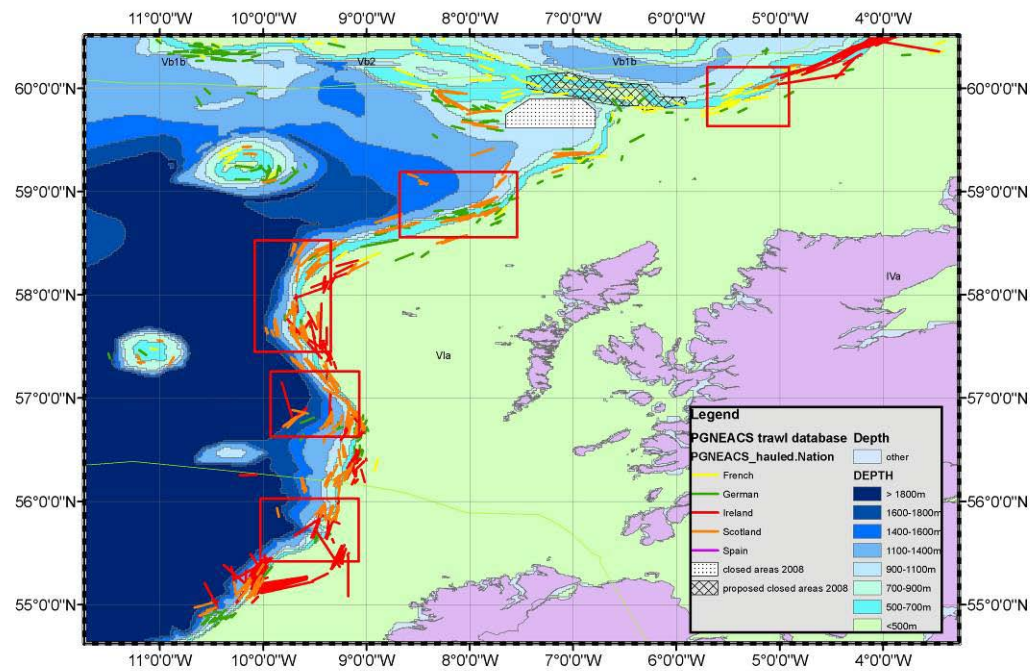 11°0'0"W 10°0'0"W 9°0'0"W 8°0'0"W 7°0'0"W 6°0'0"W 5°0'0"W 4°0'0"W
Vb1b Vb2 Vb1b
60°0'0"N 60°0'0"N
59°0'0"N 59°0'0"N
58°0'0"N IVa 58°0'0"N
VIa
57°0'0"N 57°0'0"N
56°0'0"N 56°0'0"N
55°0'0"N 55°0'0"N
Legend
PGNEACS trawl database Depth
PGNEACS_hauled.Nation other
French DEPTH
German > 1800m
Ireland 1600-1800m
Scotland 1400-1600m
Spain 1100-1400m
closed areas 2008 900-1100m
proposed closed areas 2008 700-900m
500-700m
<500m
11°0'0"W 10°0'0"W 9°0'0"W 8°0'0"W 7°0'0"W 6°0'0"W 5°0'0"W 4°0'0"W